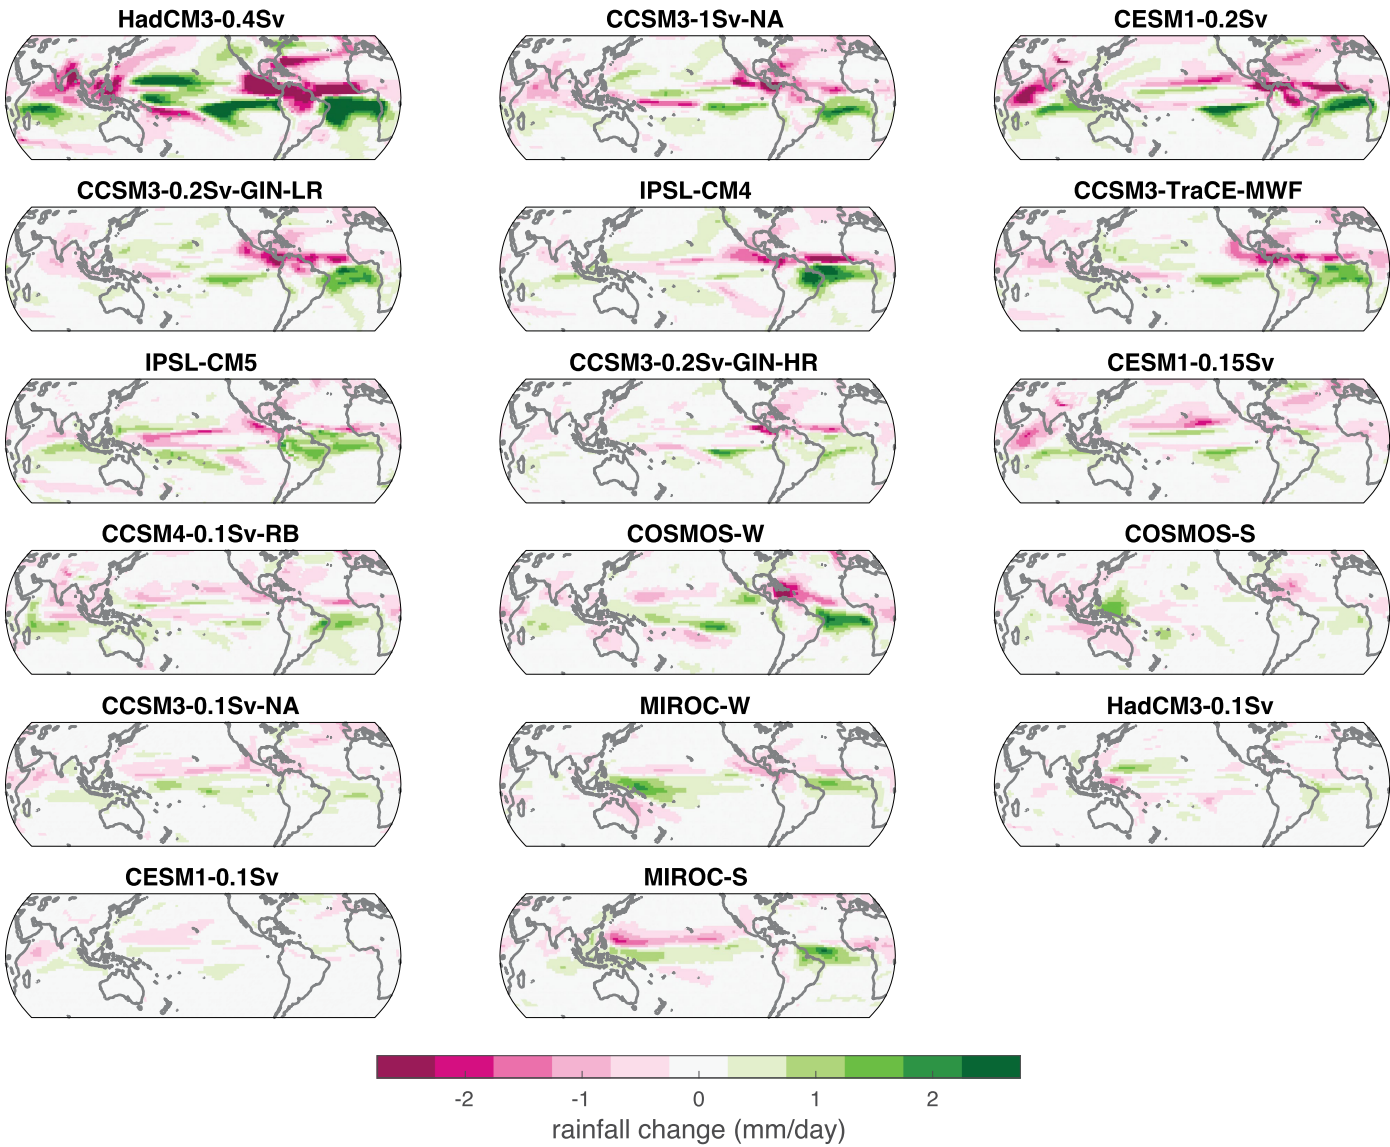 HadCM3-0.4Sv
CCSM3-1Sv-NA
CESM1-0.2Sv
CCSM3-0.2Sv-GIN-LR
IPSL-CM4
CCSM3-TraCE-MWF
IPSL-CM5
CCSM3-0.2Sv-GIN-HR
CESM1-0.15Sv
CCSM4-0.1Sv-RB
COSMOS-W
COSMOS-S
CCSM3-0.1Sv-NA
MIROC-W
HadCM3-0.1Sv
CESM1-0.1Sv
MIROC-S
-2 -1 0 1 2
rainfall change (mm/day)